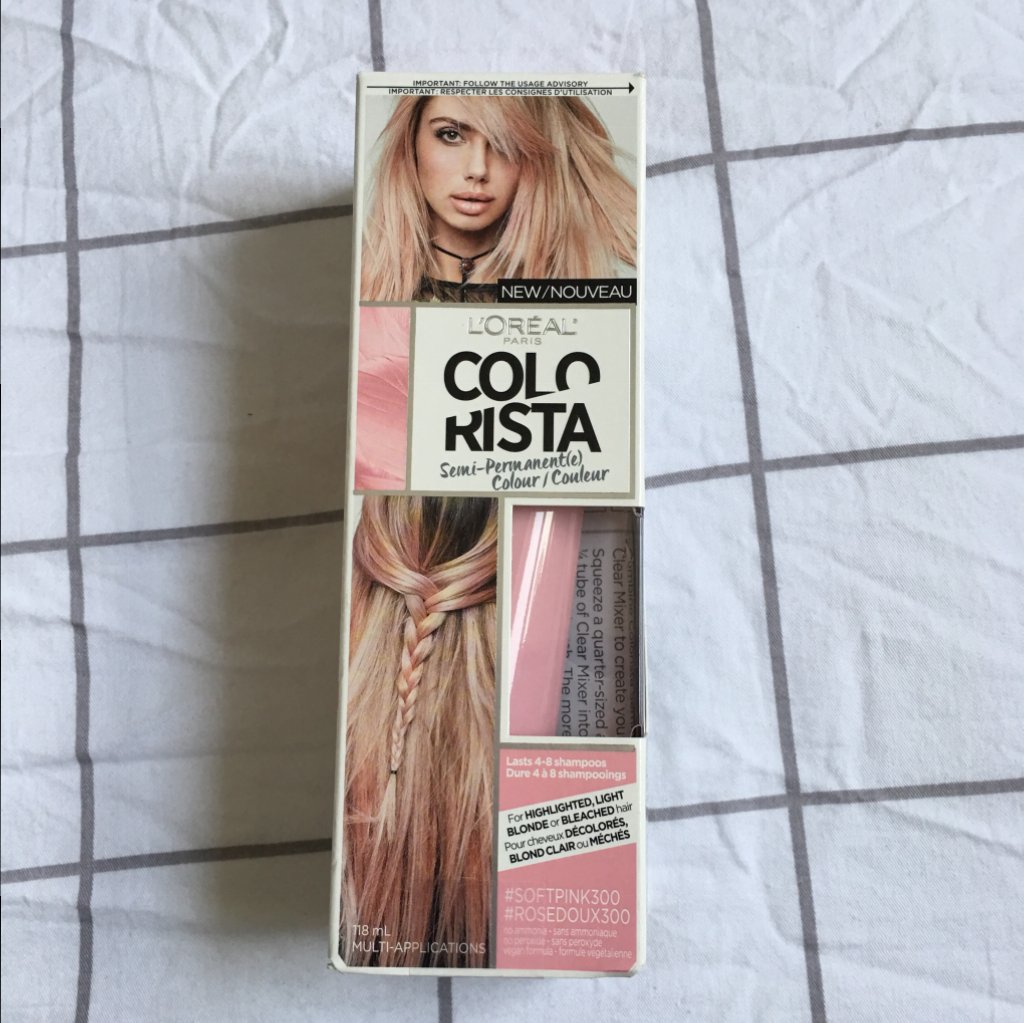 IMPORTANT: FOLLOW THE USAGE ADVISORY
IMPORTANT: RESPECTER LES CONSIGNES D'UTILISATION
NEW/NOUVEAU
L'ORÉAL
PARIS
COLO
RISTA
Semi-Permanent(e)
Colour / Couleur
Clear Mixer to create you
Squeeze a quarter-sized
¼ tube of Clear Mixer into
The more
Lasts 4-8 shampoos
Dure 4 à 8 shampooings
For HIGHLIGHTED, LIGHT
BLONDE or BLEACHED hair
Pour cheveux DÉCOLORÉS,
BLOND CLAIR ou MÉCHÉS
#SOFTPINK300
#ROSEDOUX300
no ammonia - sans ammoniaque
no peroxide - sans peroxyde
vegan formula - formule végétalienne
118 mL
MULTI-APPLICATIONS